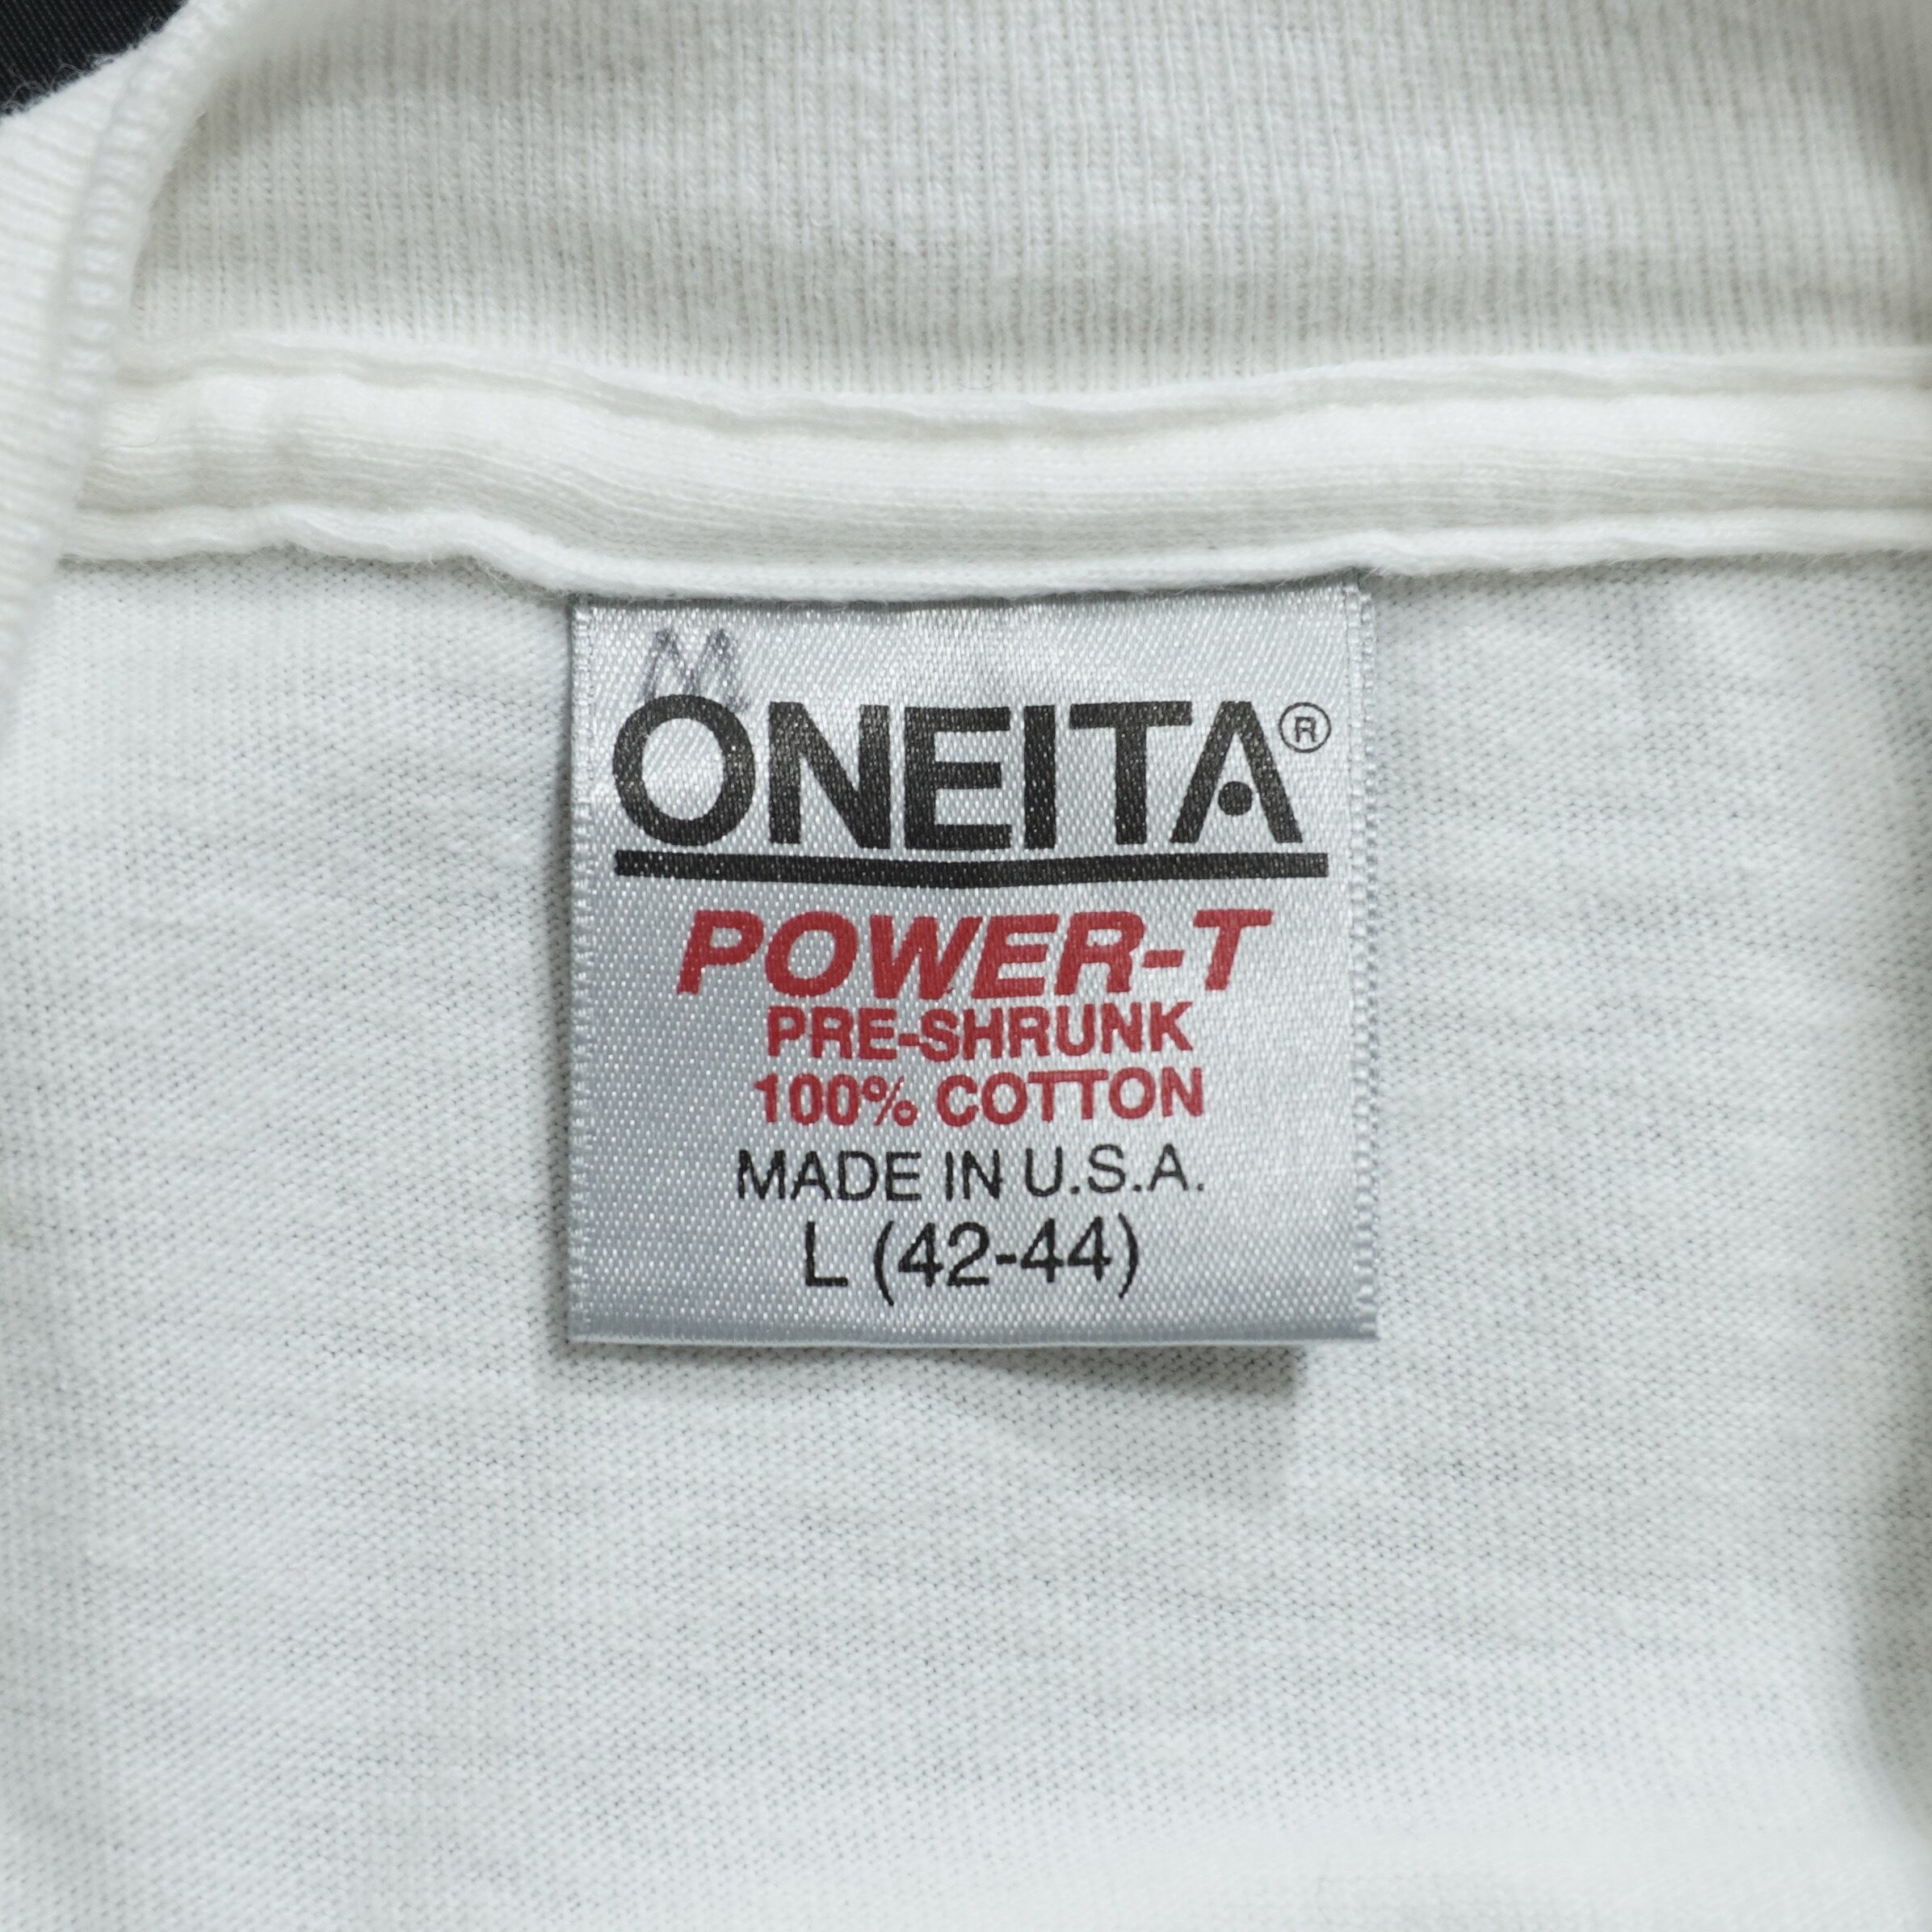 M
ONEITA®
POWER-T
PRE-SHRUNK
100% COTTON
MADE IN U.S.A.
L (42-44)